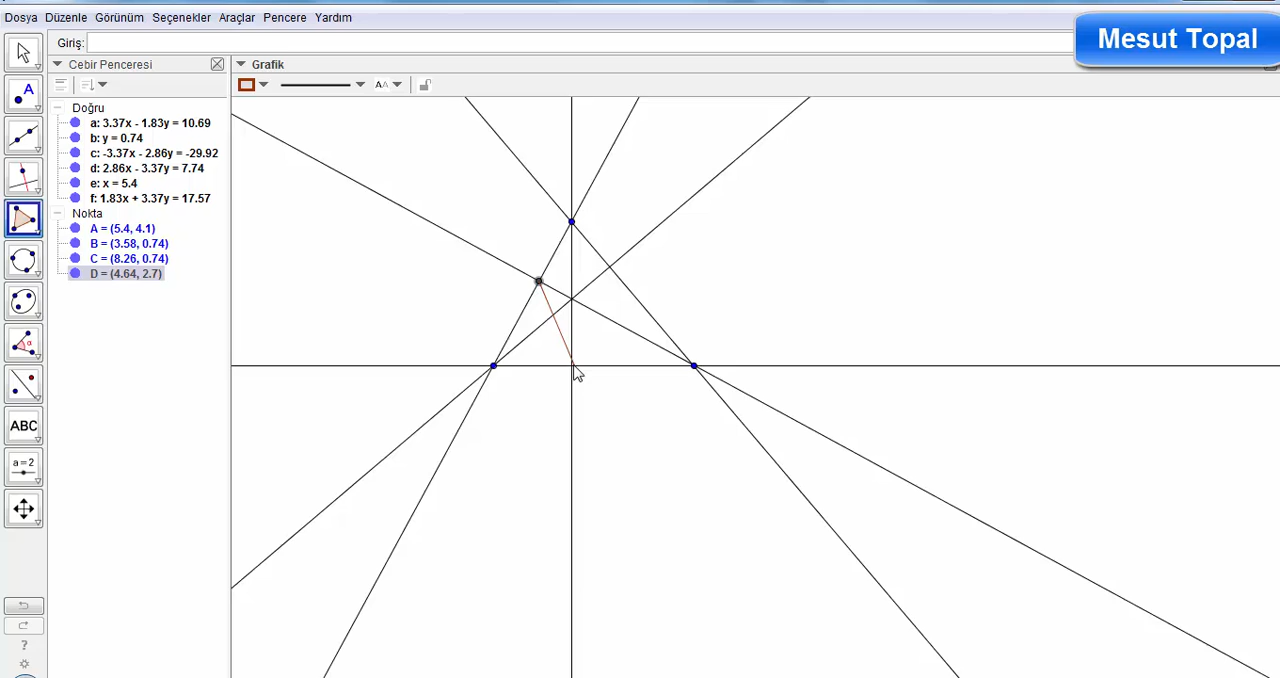 Dosya Düzenle Görünüm Seçenekler Araçlar Pencere Yardım
Mesut Topal
Giriş:
Cebir Penceresi
Grafik
A
Doğru
a: 3.37x - 1.83y = 10.69
b: y = 0.74
c: -3.37x - 2.86y = -29.92
d: 2.86x - 3.37y = 7.74
e: x = 5.4
f: 1.83x + 3.37y = 17.57
Nokta
A = (5.4, 4.1)
B = (3.58, 0.74)
C = (8.26, 0.74)
D = (4.64, 2.7)
α
ABC
a = 2
?